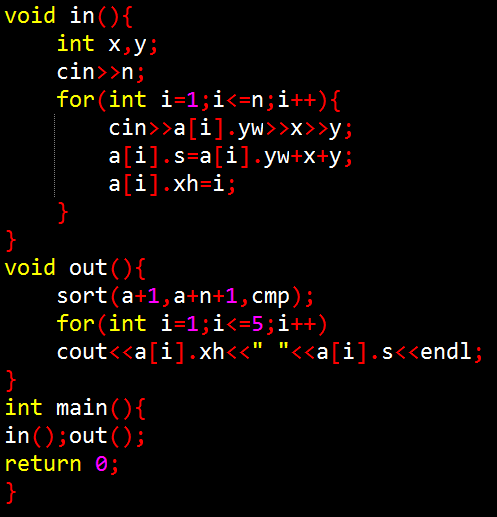 void in(){
    int x,y;
    cin>>n;
    for(int i=1;i<=n;i++){
        cin>>a[i].yw>>x>>y;
        a[i].s=a[i].yw+x+y;
        a[i].xh=i;
    }
}
void out(){
    sort(a+1,a+n+1,cmp);
    for(int i=1;i<=5;i++)
    cout<<a[i].xh<<" "<<a[i].s<<endl;
}
int main(){
in();out();
return 0;
}